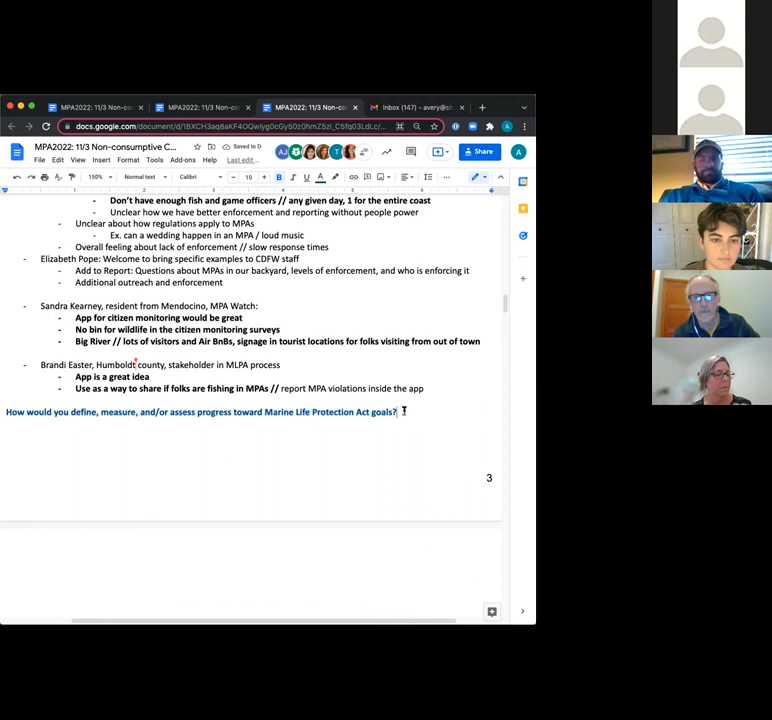 MPA2022: 11/3 Non-co
MPA2022: 11/3 Non-co
MPA2022: 11/3 Non-co
Inbox (147) - avery@
MPA2022: 11/3 Non-consumptive C...
Saved to D
File Edit View Insert Format Tools Add-ons Help Last edit ...
Share
A
150% Normal text Calibri 10 B I U A
Don't have enough fish and game officers // any given day, 1 for the entire coast
Unclear how we have better enforcement and reporting without people power
Unclear about how regulations apply to MPAs
Ex. can a wedding happen in an MPA / loud music
Overall feeling about lack of enforcement // slow response times
Elizabeth Pope: Welcome to bring specific examples to CDFW staff
Add to Report: Questions about MPAs in our backyard, levels of enforcement, and who is enforcing it
Additional outreach and enforcement
Sandra Kearney, resident from Mendocino, MPA Watch:
App for citizen monitoring would be great
No bin for wildlife in the citizen monitoring surveys
Big River // lots of visitors and Air BnBs, signage in tourist locations for folks visiting from out of town
Brandi Easter, Humboldt county, stakeholder in MLPA process
App is a great idea
Use as a way to share if folks are fishing in MPAs // report MPA violations inside the app
How would you define, measure, and/or assess progress toward Marine Life Protection Act goals?
3